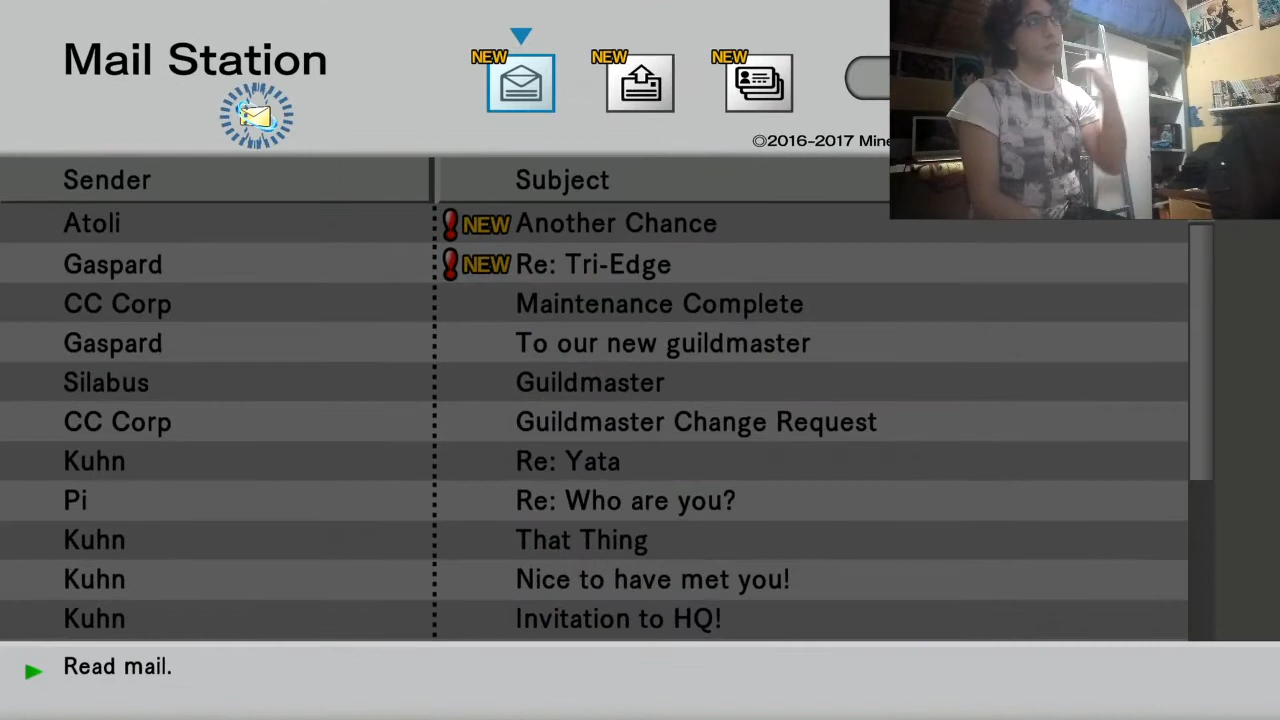 Mail Station
NEW NEW NEW
©2016-2017 Mine
Sender Subject
Atoli NEW Another Chance
Gaspard NEW Re: Tri-Edge
CC Corp Maintenance Complete
Gaspard To our new guildmaster
Silabus Guildmaster
CC Corp Guildmaster Change Request
Kuhn Re: Yata
Pi Re: Who are you?
Kuhn That Thing
Kuhn Nice to have met you!
Kuhn Invitation to HQ!
Read mail.